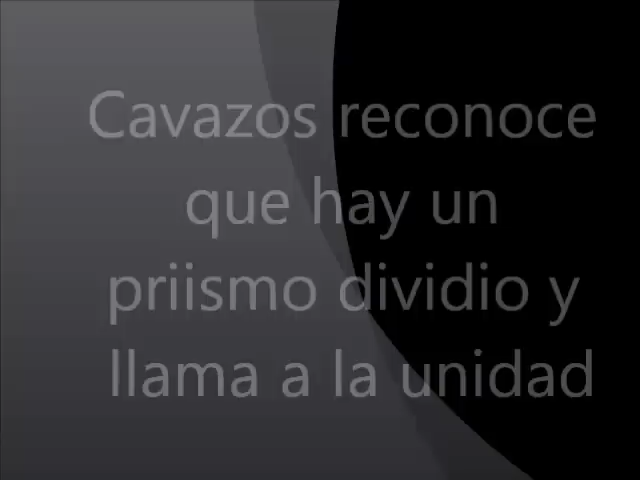 Cavazos reconoce
que hay un
priismo dividio y
llama a la unidad